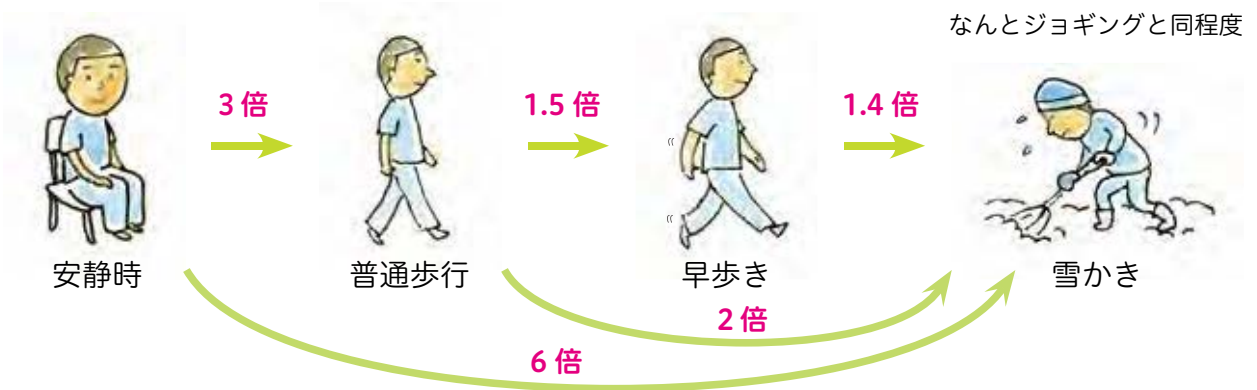 なんとジョギングと同程度
3倍
1.5倍
1.4倍
安静時
普通歩行
早歩き
雪かき
2倍
6倍